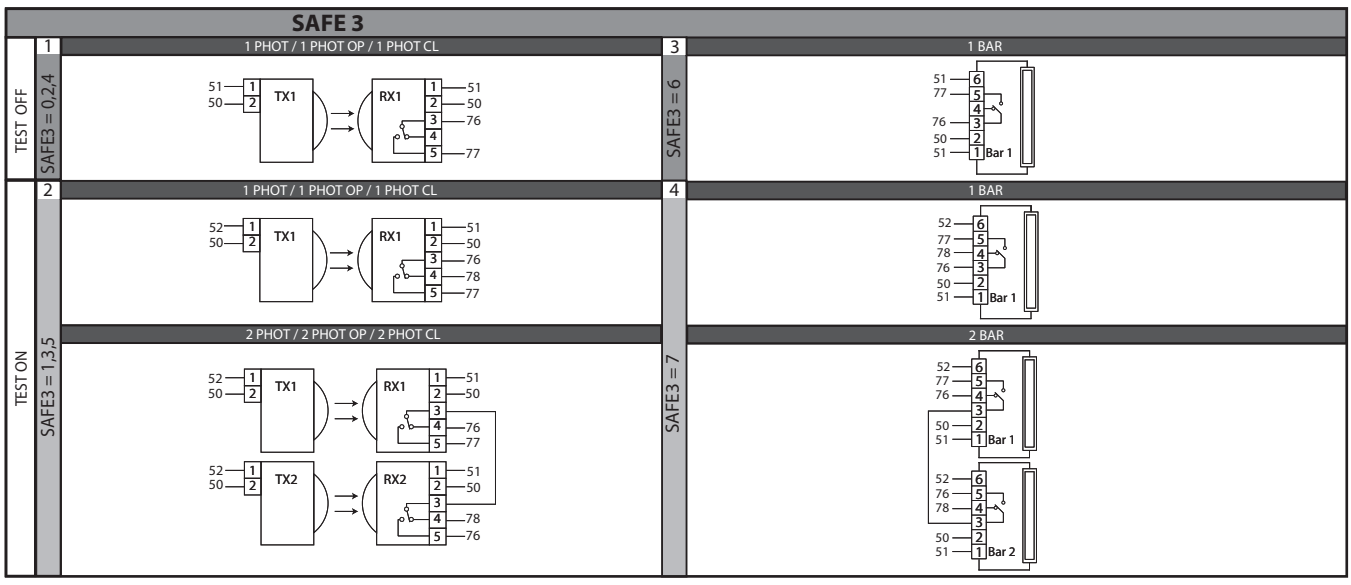 SAFE 3
TEST OFF
1
SAFE3 = 0,2,4
1 PHOT / 1 PHOT OP / 1 PHOT CL
51 1 TX1 RX1 1 51
50 2 2 50
3 76
4
5 77
3
SAFE3 = 6
1 BAR
51 6
77 5
4
76 3
50 2
51 1 Bar 1
TEST ON
2
SAFE3 = 1,3,5
1 PHOT / 1 PHOT OP / 1 PHOT CL
52 1 TX1 RX1 1 51
50 2 2 50
3 76
4 78
5 77
2 PHOT / 2 PHOT OP / 2 PHOT CL
52 1 TX1 RX1 1 51
50 2 2 50
3
4 76
5 77
52 1 TX2 RX2 1 51
50 2 2 50
3
4 78
5 76
4
SAFE3 = 7
1 BAR
52 6
77 5
78 4
76 3
50 2
51 1 Bar 1
2 BAR
52 6
77 5
76 4
3
50 2
51 1 Bar 1
52 6
76 5
78 4
3
50 2
51 1 Bar 2